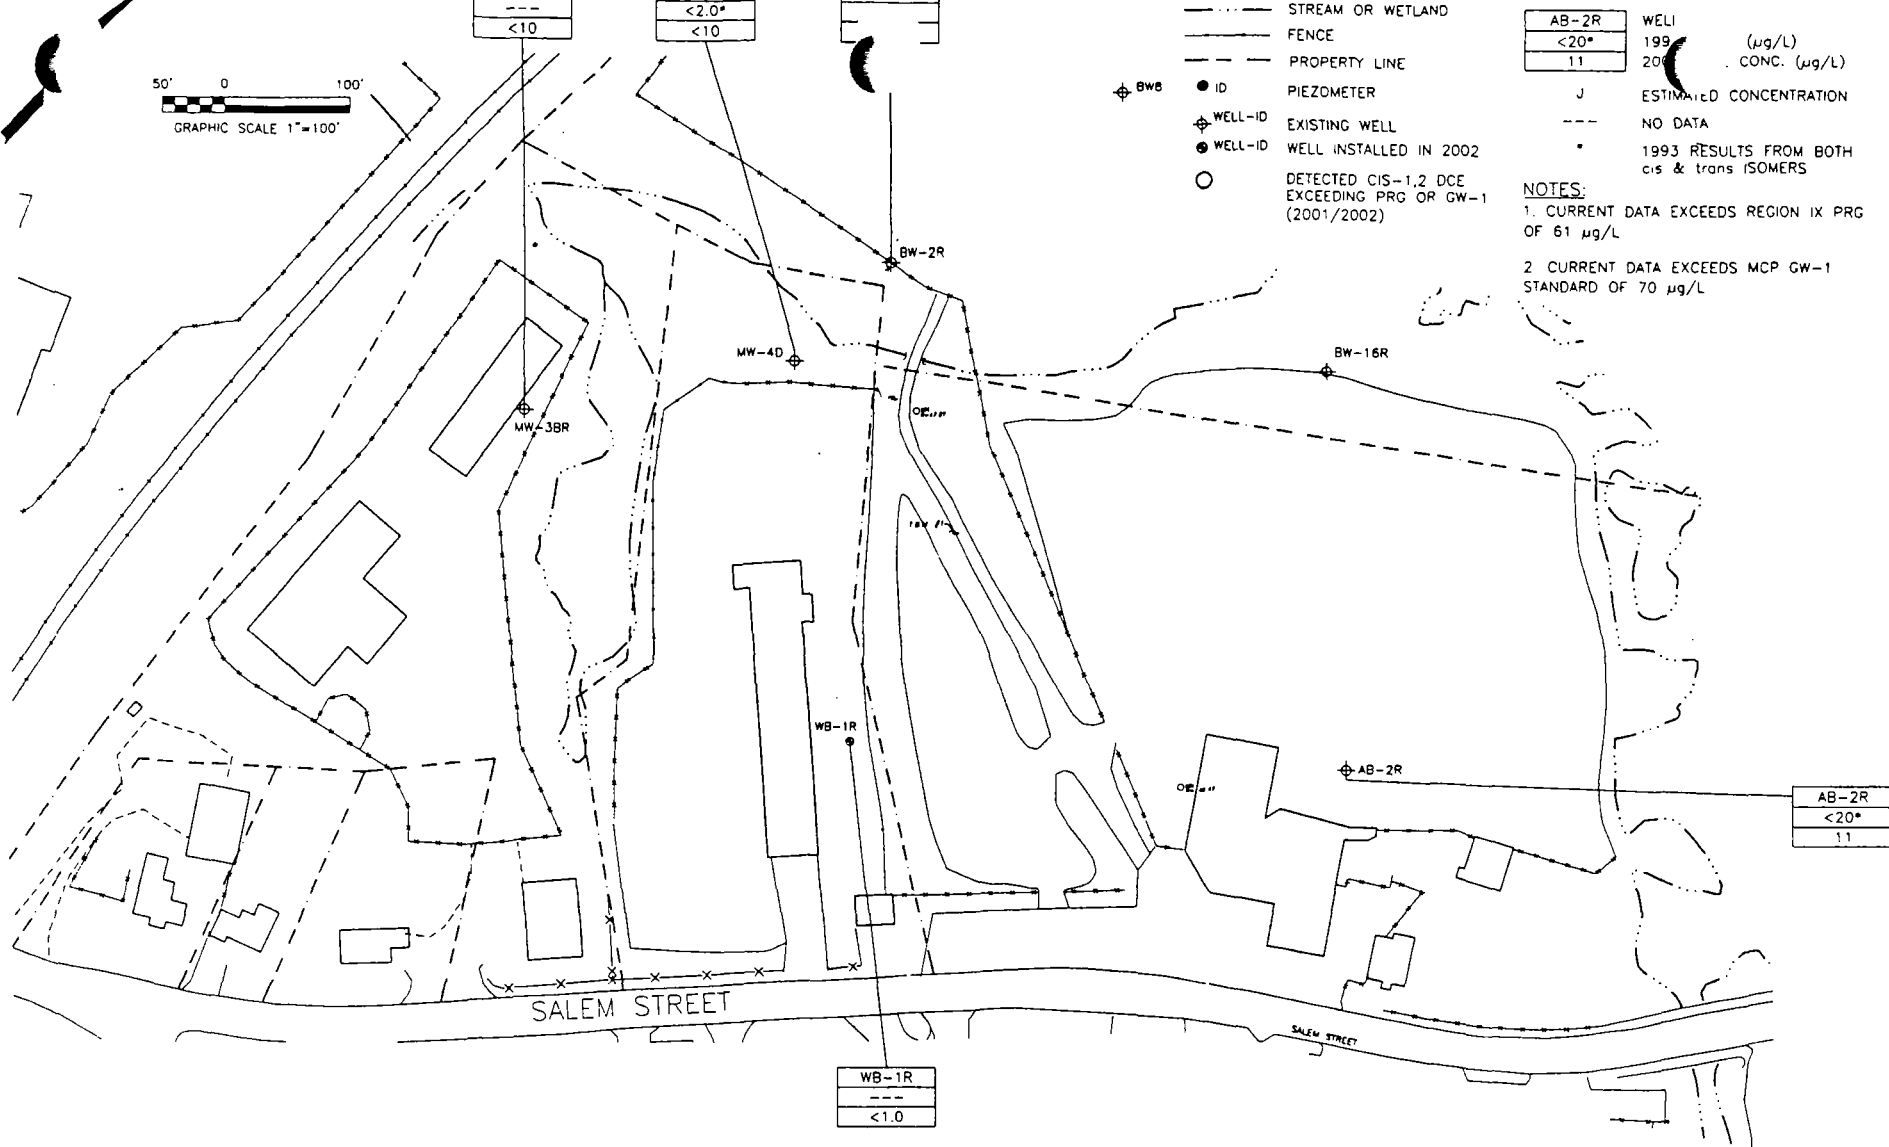 ---
<10
<2.0*
<10
50' 0 100'
GRAPHIC SCALE 1"=100'
STREAM OR WETLAND
FENCE
PROPERTY LINE
BW6
ID PIEZOMETER
WELL-ID EXISTING WELL
WELL-ID WELL INSTALLED IN 2002
DETECTED CIS-1,2 DCE
EXCEEDING PRG OR GW-1
(2001/2002)
AB-2R
<20*
11
(µg/L)
CONC. (µg/L)
J ESTIMATED CONCENTRATION
--- NO DATA
* 1993 RESULTS FROM BOTH
cis & trans ISOMERS
NOTES:
1. CURRENT DATA EXCEEDS REGION IX PRG
OF 61 µg/L
2 CURRENT DATA EXCEEDS MCP GW-1
STANDARD OF 70 µg/L
BW-2R
MW-4D
BW-16R
MW-3BR
WB-1R
AB-2R
AB-2R
<20*
11
SALEM STREET
SALEM STREET
WB-1R
---
<1.0